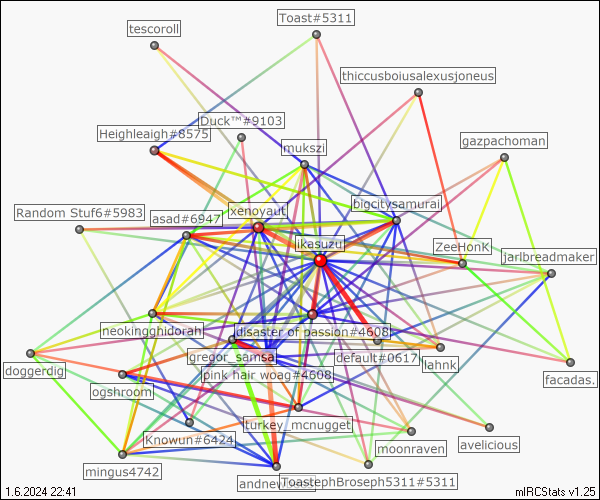 Toast#5311
tescoroll
thiccusboiusalexusjoneus
Duck™#9103
Heighleaigh#8575
gazpachoman
mukszi
bigcitysamurai
xenoyaut
Random Stuf6#5983
asad#6947
ikasuzu
ZeeHonK
jarlbreadmaker
neokingghidorah
disaster of passion#4608
gregor_samsa
default#0617
lahnk
doggerdig
pink hair woag#4608
facadas.
ogshroom
turkey_mcnugget
Knowun#6424
moonraven
avelicious
mingus4742
ToastephBroseph5311#5311
1.6.2024 22:41
mIRCStats v1.25